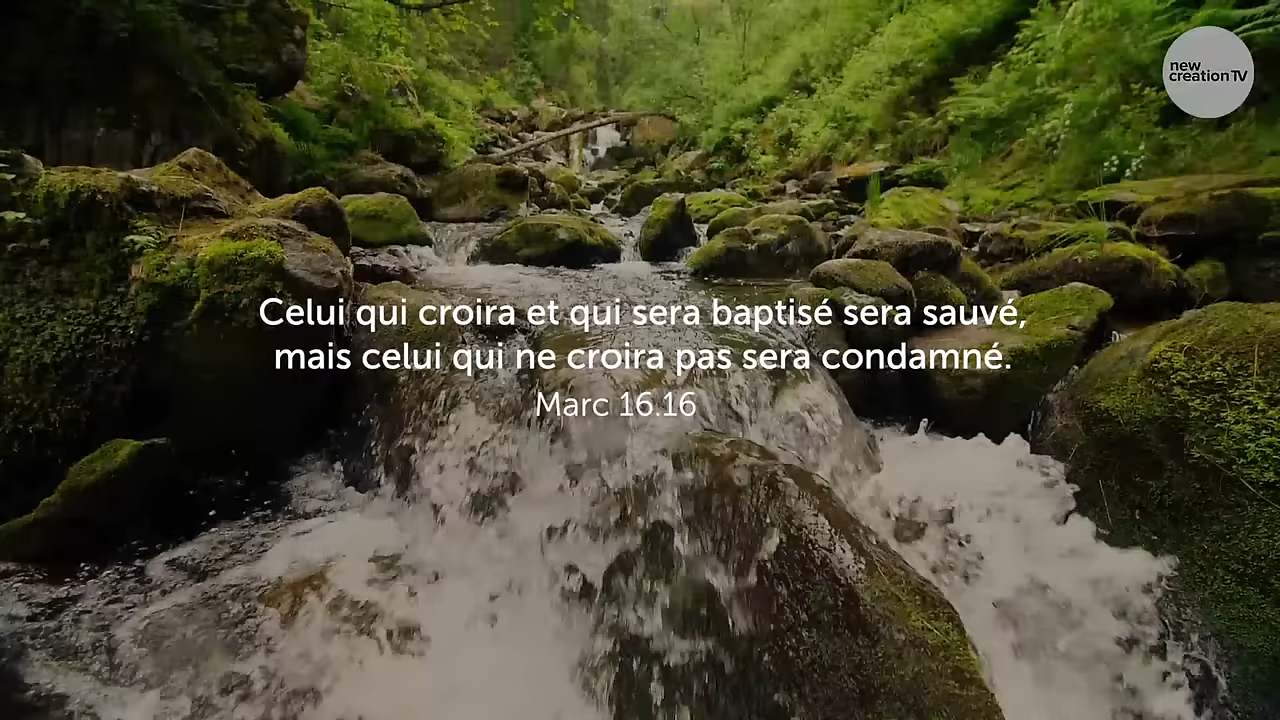 new
creation TV
Celui qui croira et qui sera baptisé sera sauvé,
mais celui qui ne croira pas sera condamné.
Marc 16.16